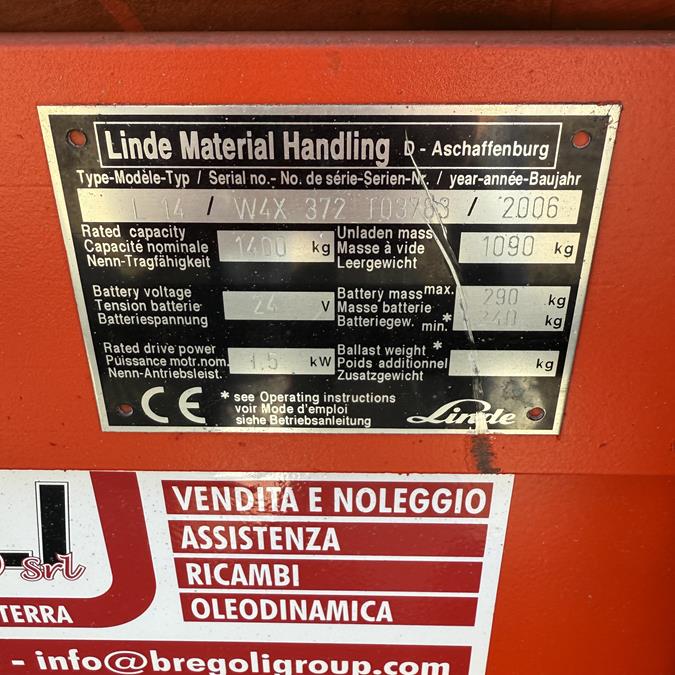 Linde Material Handling D - Aschaffenburg
Type-Modèle-Typ / Serial no.- No. de série-Serien-Nr. / year-année-Baujahr
L 14 / W4X 372 T03783 / 2006
Rated capacity
Capacité nominale
Nenn-Tragfähigkeit
1400 kg
Unladen mass
Masse à vide
Leergewicht
1090 kg
Battery voltage
Tension batterie
Batteriespannung
24 V
Battery mass max.
Masse batterie
Batteriegew. min.*
290 kg
240 kg
Rated drive power
Puissance motr.nom.
Nenn-Antriebsleist.
1,5 kW
Ballast weight *
Poids additionnel
Zusatzgewicht
kg
CE
* see Operating instructions
voir Mode d'emploi
siehe Betriebsanleitung
Linde
VENDITA E NOLEGGIO
ASSISTENZA
RICAMBI
OLEODINAMICA
Srl
TERRA
- info@bregoligroup.com